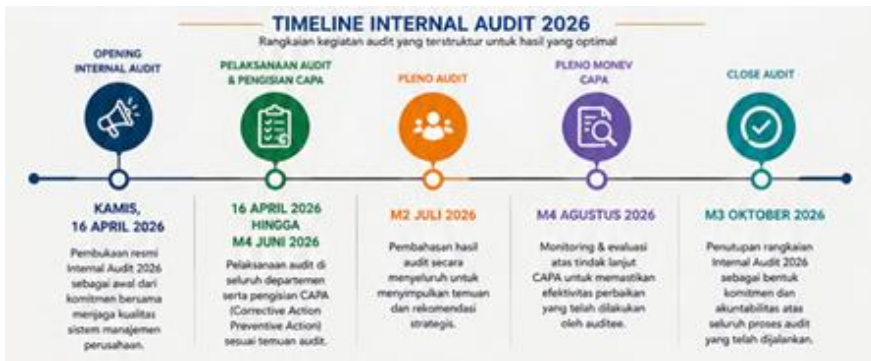 TIMELINE INTERNAL AUDIT 2026
Rangkaian kegiatan audit yang terstruktur untuk hasil yang optimal
OPENING
INTERNAL AUDIT
KAMIS,
16 APRIL 2026
Pembukaan resmi
Internal Audit 2026
sebagai awal dari
komitmen bersama
menjaga kualitas
sistem manajemen
perusahaan.
PELAKSANAAN AUDIT
& PENGISIAN CAPA
16 APRIL 2026
HINGGA
M4 JUNI 2026
Pelaksanaan audit di
seluruh departemen
serta pengisian CAPA
(Corrective Action
Preventive Action)
sesuai temuan audit.
PLENO AUDIT
M2 JULI 2026
Pembahasan hasil
audit secara
menyeluruh untuk
menyimpulkan temuan
dan rekomendasi
strategis.
PLENO MONEV
CAPA
M4 AGUSTUS 2026
Monitoring & evaluasi
atas tindak lanjut
CAPA untuk memastikan
efektivitas perbaikan
yang telah dilakukan
oleh auditee.
CLOSE AUDIT
M3 OKTOBER 2026
Penutupan rangkaian
Internal Audit 2026
sebagai bentuk
komitmen dan
akuntabilitas atas
seluruh proses audit
yang telah dijalankan.